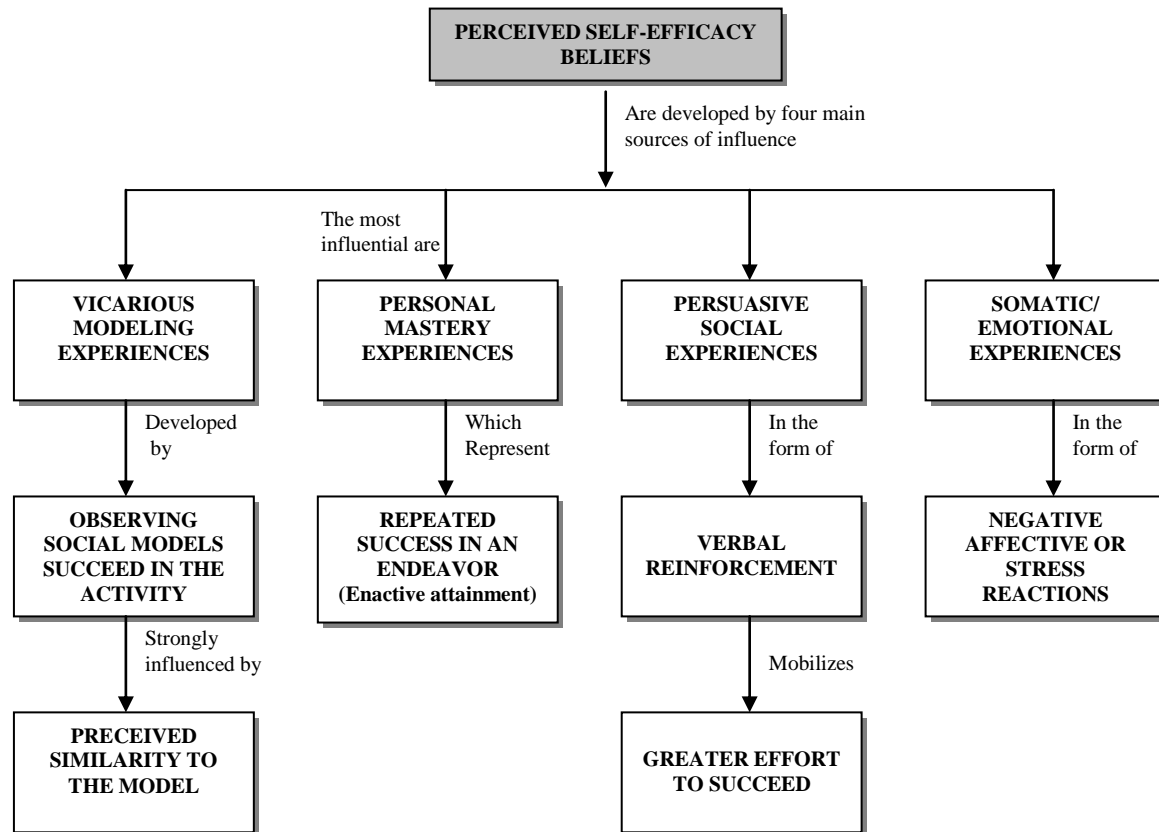 PERCEIVED SELF-EFFICACY
BELIEFS
Are developed by four main
sources of influence
The most
influential are
VICARIOUS
MODELING
EXPERIENCES
PERSONAL
MASTERY
EXPERIENCES
PERSUASIVE
SOCIAL
EXPERIENCES
SOMATIC/
EMOTIONAL
EXPERIENCES
Developed
by
Which
Represent
In the
form of
In the
form of
OBSERVING
SOCIAL MODELS
SUCCEED IN THE
ACTIVITY
REPEATED
SUCCESS IN AN
ENDEAVOR
(Enactive attainment)
VERBAL
REINFORCEMENT
NEGATIVE
AFFECTIVE OR
STRESS
REACTIONS
Strongly
influenced by
Mobilizes
PRECEIVED
SIMILARITY TO
THE MODEL
GREATER EFFORT
TO SUCCEED